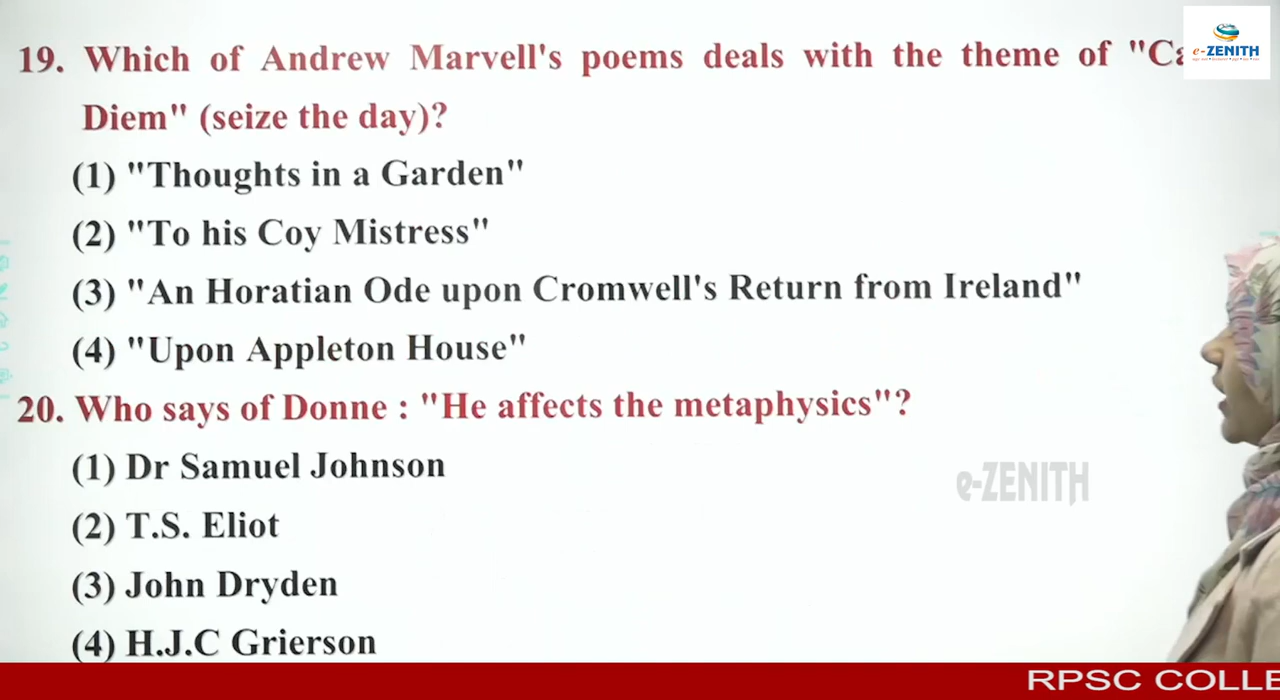 19. Which of Andrew Marvell's poems deals with the theme of "Ca
e-ZENITH
Diem" (seize the day)?
(1) "Thoughts in a Garden"
(2) "To his Coy Mistress"
(3) "An Horatian Ode upon Cromwell's Return from Ireland"
(4) "Upon Appleton House"
20. Who says of Donne : "He affects the metaphysics"?
(1) Dr Samuel Johnson
e-ZENITH
(2) T.S. Eliot
(3) John Dryden
(4) H.J.C Grierson
RPSC COLLE